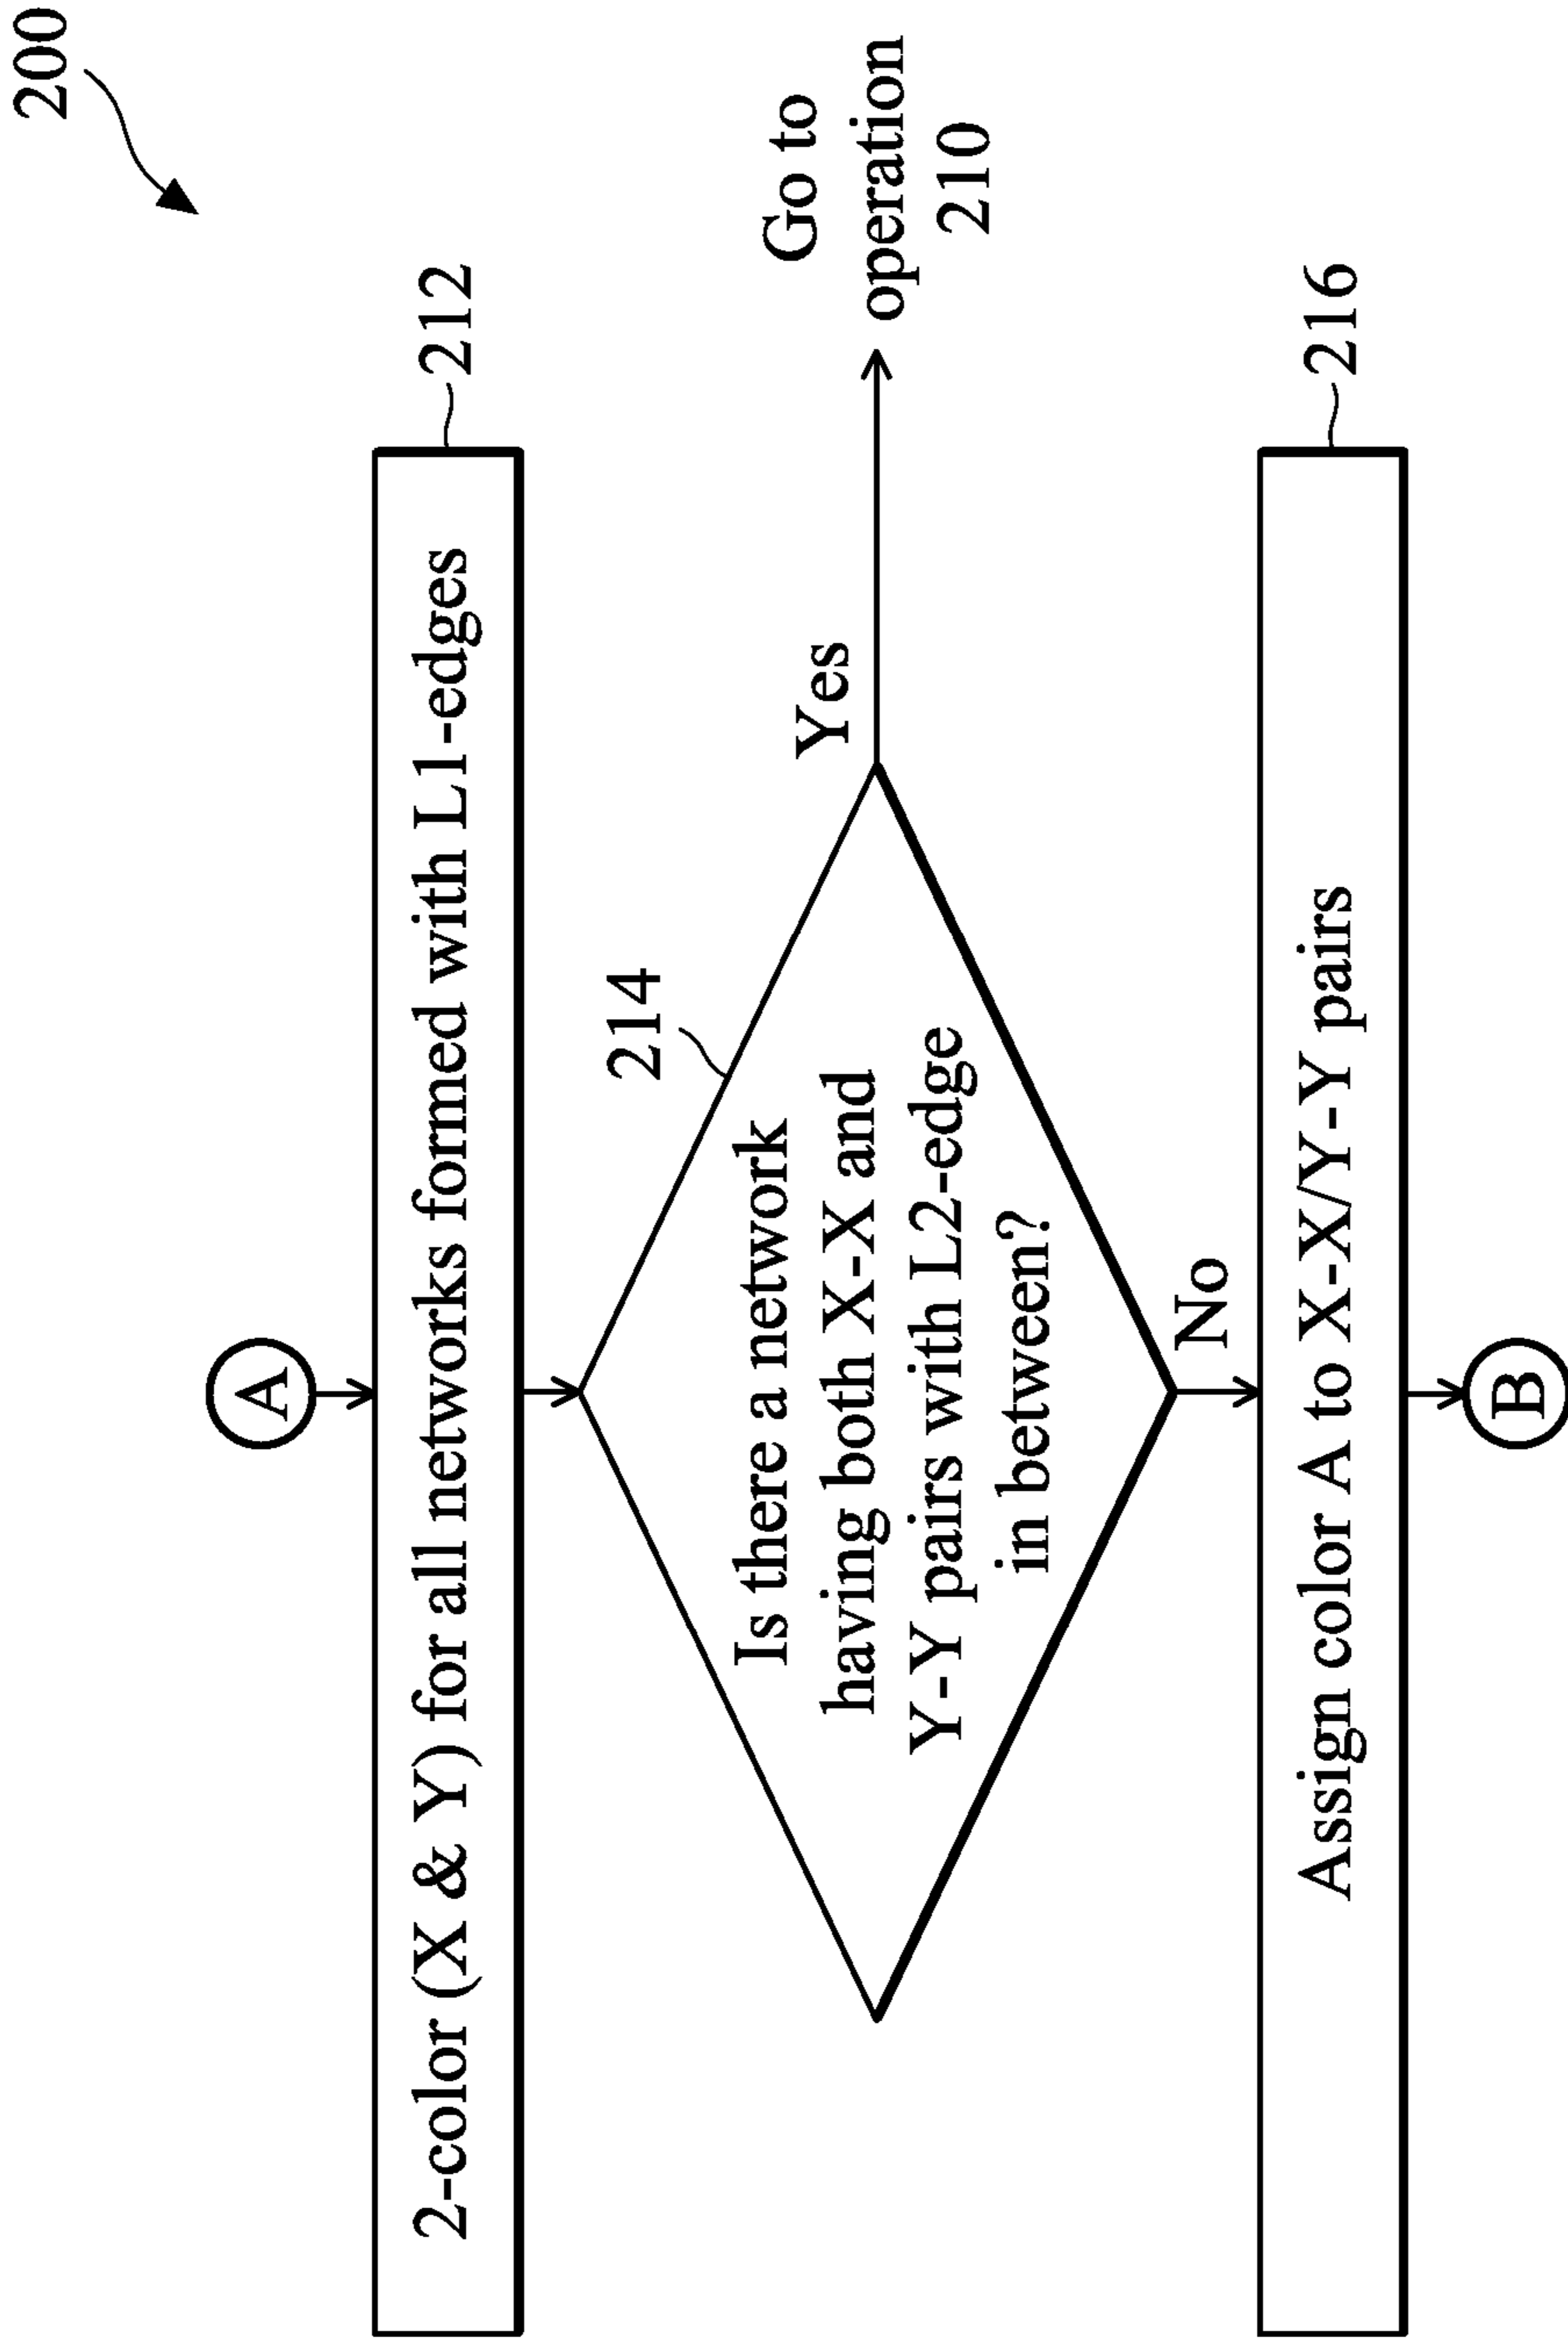 200
A
2-color (X & Y) for all networks formed with L1-edges
212
214
Is there a network
having both X-X and
Y-Y pairs with L2-edge
in between?
Yes
Go to
operation
210
No
Assign color A to X-X/Y-Y pairs
216
B